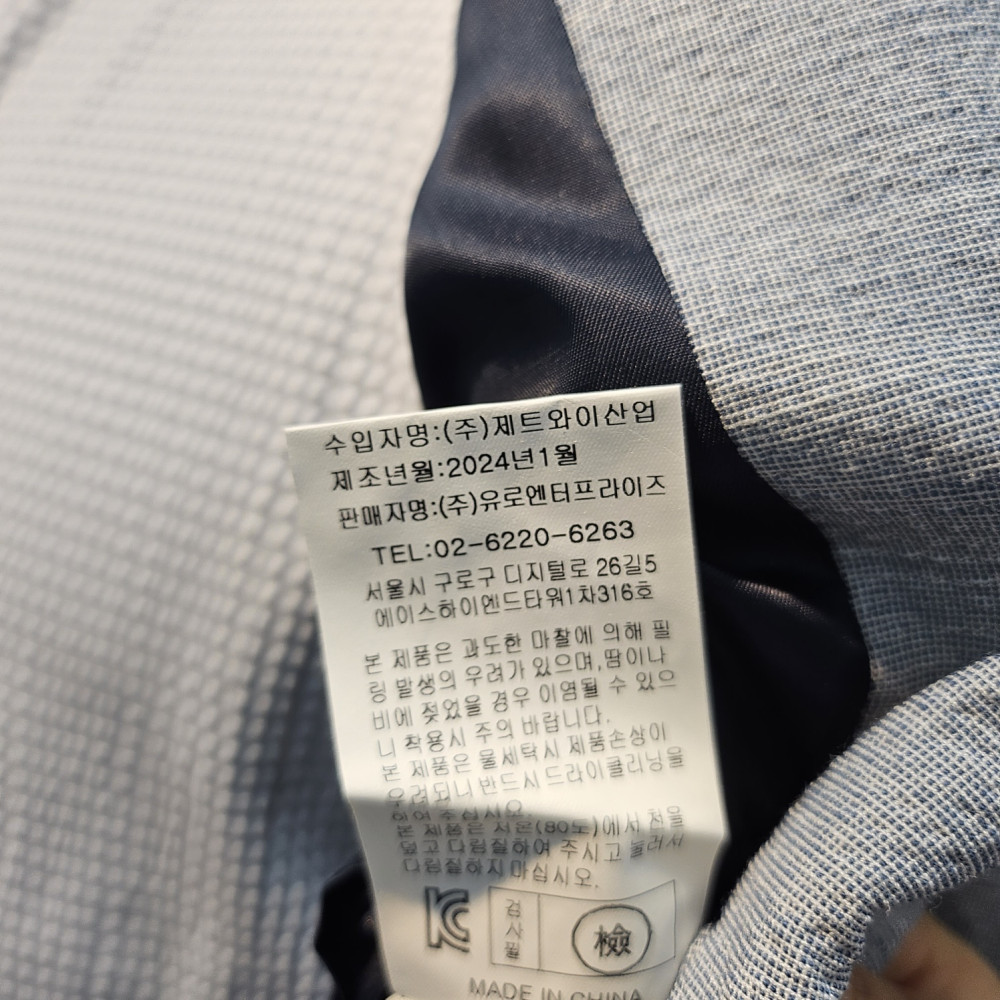 수입자명:(주)제트와이산업
제조년월:2024년1월
판매자명:(주)유로엔터프라이즈
TEL:02-6220-6263
서울시 구로구 디지털로 26길5
에이스하이엔드타워1차316호
본 제품은 과도한 마찰에 의해 필
링 발생의 우려가 있으며,땀이나
비에 젖었을 경우 이염될 수 있으
니 착용시 주의 바랍니다.
본 제품은 물세탁시 제품손상이
우려되니반드시드라이클리닝을
하여 주십시오.
본 제품은 저온(80도)에서 천을
덮고 다림질하여 주시고 눌러서
다림질하지마십시오.
KC
검사필
檢
MADE IN CHINA